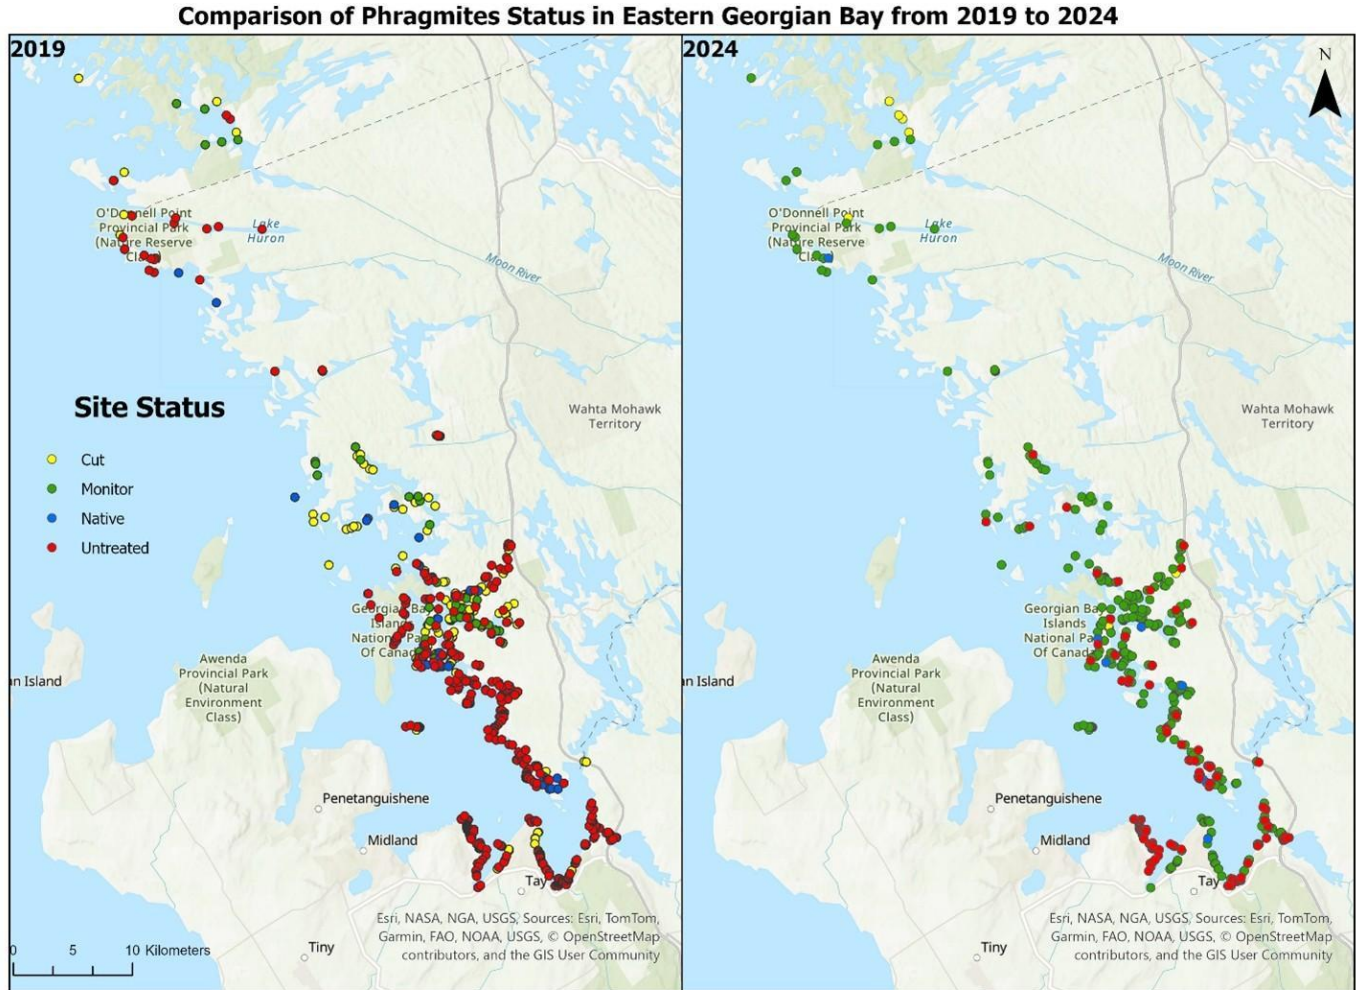 Comparison of Phragmites Status in Eastern Georgian Bay from 2019 to 2024
2019
O'Donnell Point
Provincial Park
(Nature Reserve
Class)
Lake
Huron
Moon River
Site Status
Cut
Monitor
Native
Untreated
Wahta Mohawk
Territory
Georgian Bay
Islands
National Park
Of Canada
Awenda
Provincial Park
(Natural
Environment
Class)
an Island
Penetanguishene
Midland
Tay
Tiny
0 5 10 Kilometers
Esri, NASA, NGA, USGS, Sources: Esri, TomTom,
Garmin, FAO, NOAA, USGS, © OpenStreetMap
contributors, and the GIS User Community
2024
N
O'Donnell Point
Provincial Park
(Nature Reserve
Class)
Lake
Huron
Moon River
Wahta Mohawk
Territory
Georgian Bay
Islands
National Park
Of Canada
Awenda
Provincial Park
(Natural
Environment
Class)
an Island
Penetanguishene
Midland
Tay
Tiny
Esri, NASA, NGA, USGS, Sources: Esri, TomTom,
Garmin, FAO, NOAA, USGS, © OpenStreetMap
contributors, and the GIS User Community